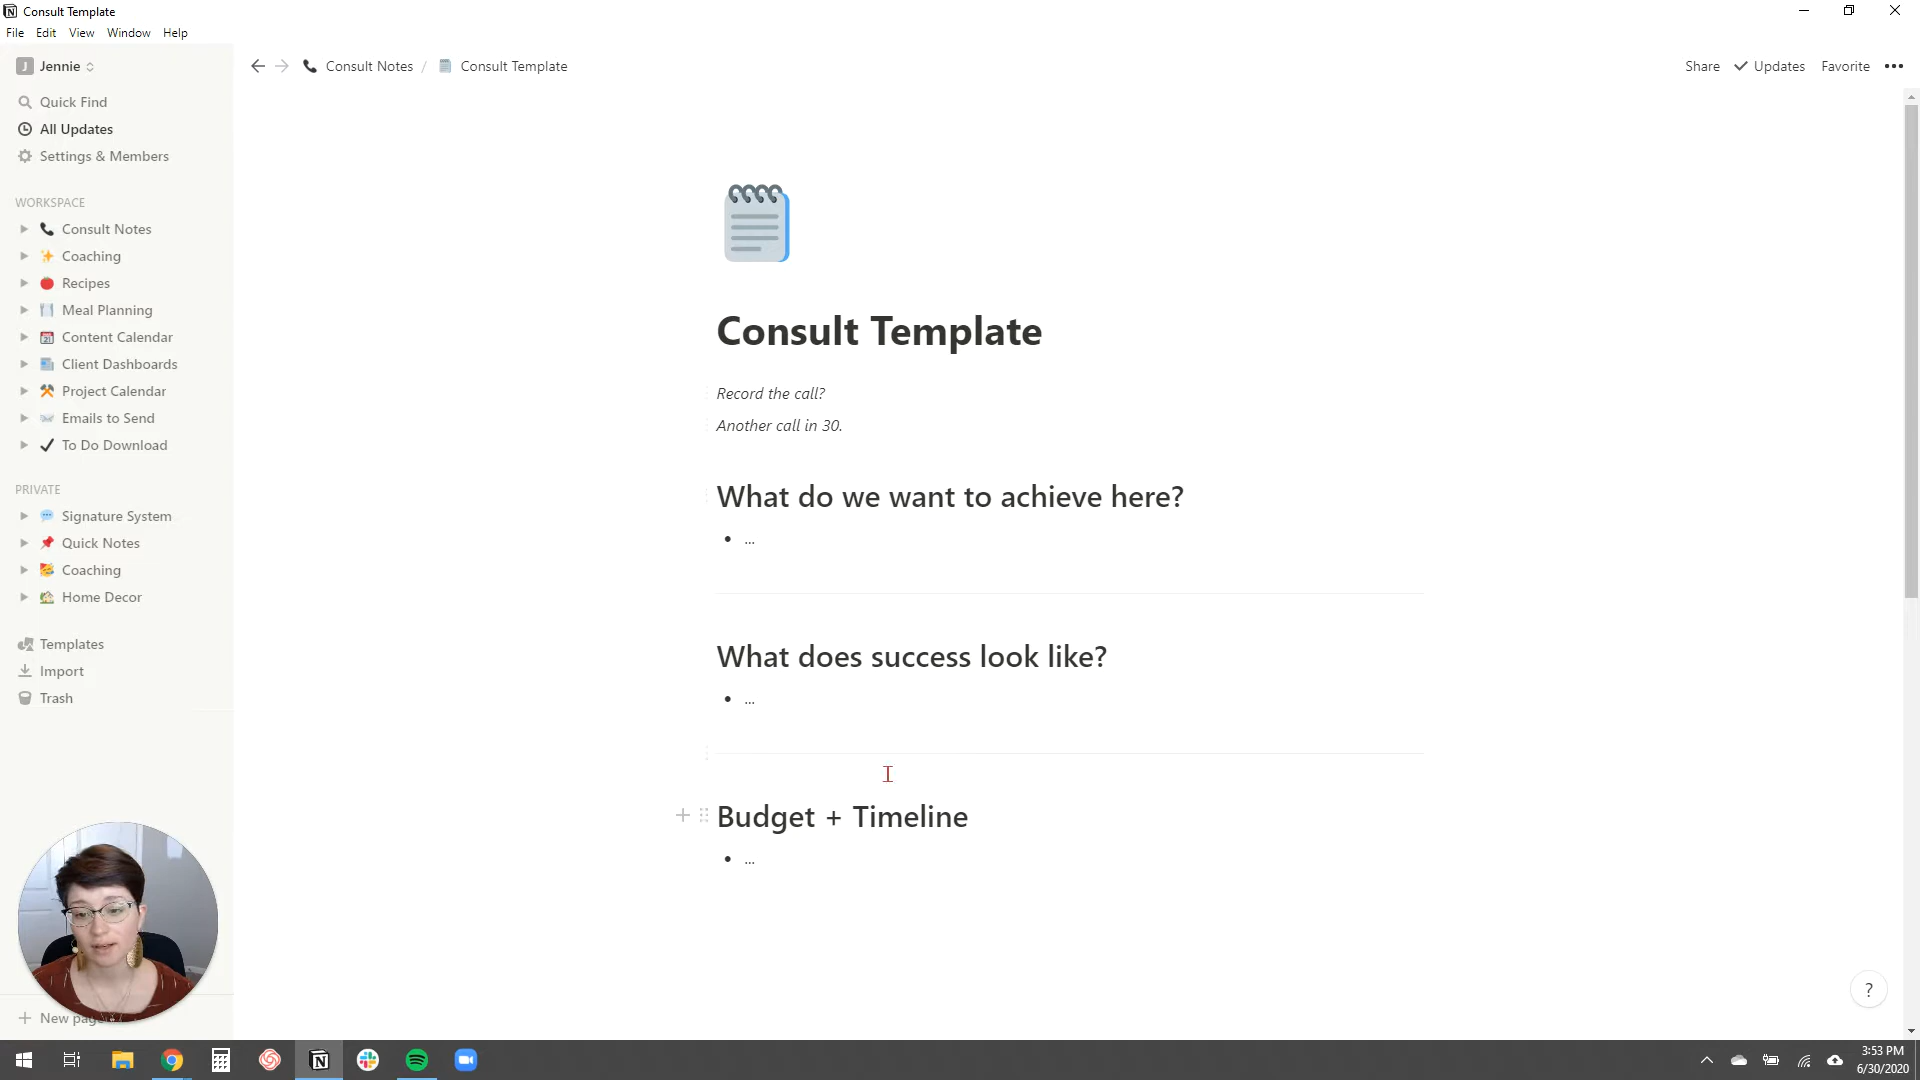 Consult Template
File Edit View Window Help
J Jennie
Consult Notes / Consult Template
Share Updates Favorite
Quick Find
All Updates
Settings & Members
WORKSPACE
Consult Notes
Coaching
Recipes
Meal Planning
Content Calendar
Client Dashboards
Project Calendar
Emails to Send
To Do Download
PRIVATE
Signature System
Quick Notes
Coaching
Home Decor
Templates
Import
Trash
+ New page
Consult Template
Record the call?
Another call in 30.
What do we want to achieve here?
• ...
What does success look like?
• ...
+ Budget + Timeline
• ...
?
3:53 PM
6/30/2020